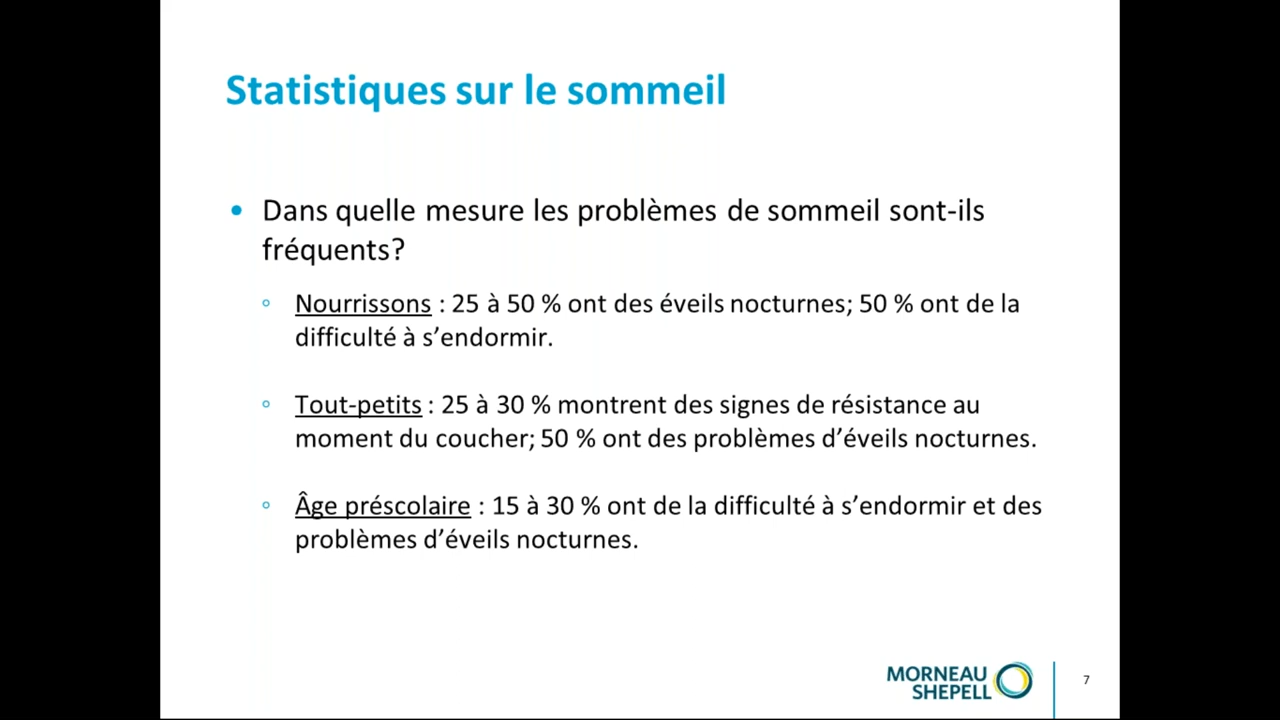 Statistiques sur le sommeil
• Dans quelle mesure les problèmes de sommeil sont-ils
fréquents?
◦ Nourrissons : 25 à 50 % ont des éveils nocturnes; 50 % ont de la
difficulté à s’endormir.
◦ Tout-petits : 25 à 30 % montrent des signes de résistance au
moment du coucher; 50 % ont des problèmes d’éveils nocturnes.
◦ Âge préscolaire : 15 à 30 % ont de la difficulté à s’endormir et des
problèmes d’éveils nocturnes.
MORNEAU
SHEPELL
7